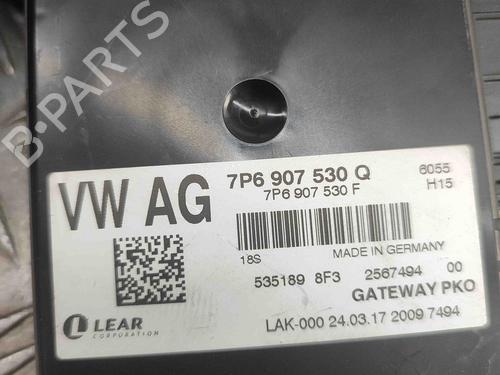 B-PARTS
VW AG
7P6 907 530 Q
7P6 907 530 F
6055
H15
18S
MADE IN GERMANY
535189 8F3 2567494 00
GATEWAY PKO
LEAR
CORPORATION
LAK-000 24.03.17 2009 7494